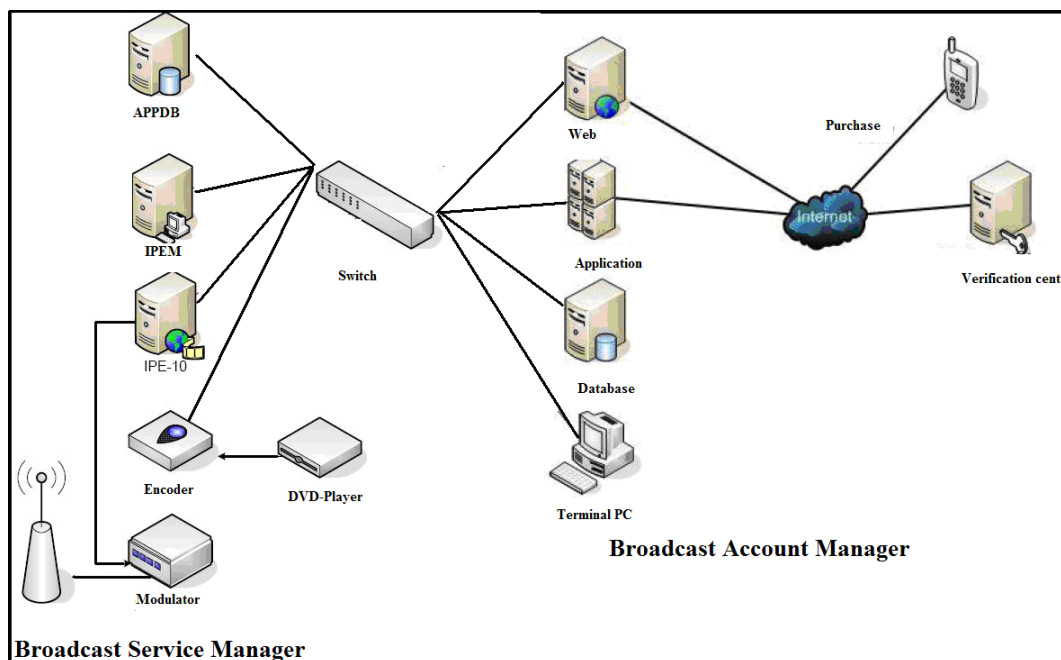 APPDB
Web
Purchase
IPEM
Internet
Switch
Application
Verification cent
IPE-10
Database
Encoder
DVD-Player
Terminal PC
Broadcast Account Manager
Modulator
Broadcast Service Manager